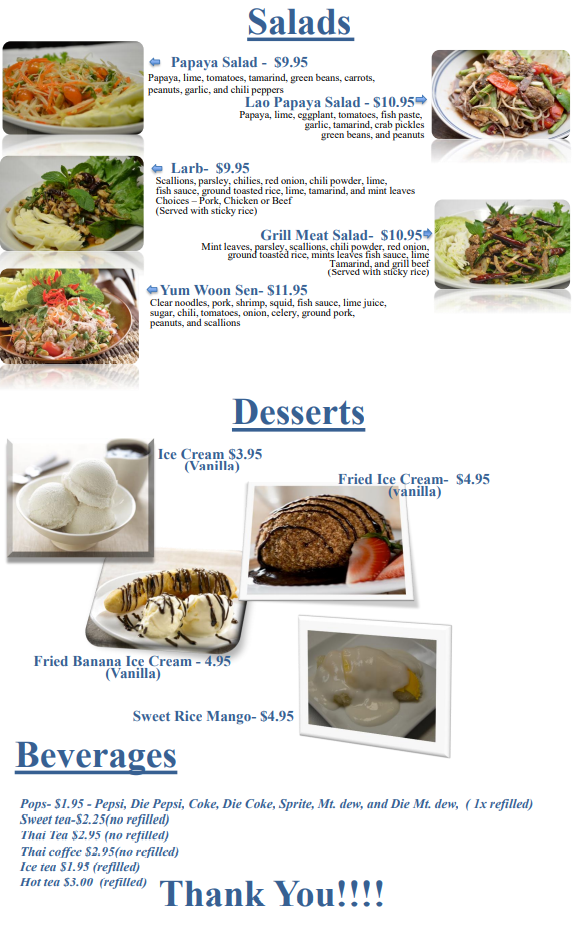 Salads
Papaya Salad - $9.95
Papaya, lime, tomatoes, tamarind, green beans, carrots,
peanuts, garlic, and chili peppers
Lao Papaya Salad - $10.95
Papaya, lime, eggplant, tomatoes, fish paste,
garlic, tamarind, crab pickles
green beans, and peanuts
Larb- $9.95
Scallions, parsley, chilies, red onion, chili powder, lime,
fish sauce, ground toasted rice, lime, tamarind, and mint leaves
Choices – Pork, Chicken or Beef
(Served with sticky rice)
Grill Meat Salad- $10.95
Mint leaves, parsley, scallions, chili powder, red onion,
ground toasted rice, mints leaves fish sauce, lime
Tamarind, and grill beef
(Served with sticky rice)
Yum Woon Sen- $11.95
Clear noodles, pork, shrimp, squid, fish sauce, lime juice,
sugar, chili, tomatoes, onion, celery, ground pork,
peanuts, and scallions
Desserts
Ice Cream $3.95
(Vanilla)
Fried Ice Cream- $4.95
(vanilla)
Fried Banana Ice Cream - 4.95
(Vanilla)
Sweet Rice Mango- $4.95
Beverages
Pops- $1.95 - Pepsi, Die Pepsi, Coke, Die Coke, Sprite, Mt. dew, and Die Mt. dew, ( 1x refilled)
Sweet tea-$2.25(no refilled)
Thai Tea $2.95 (no refilled)
Thai coffee $2.95(no refilled)
Ice tea $1.95 (refilled)
Hot tea $3.00 (refilled)
Thank You!!!!